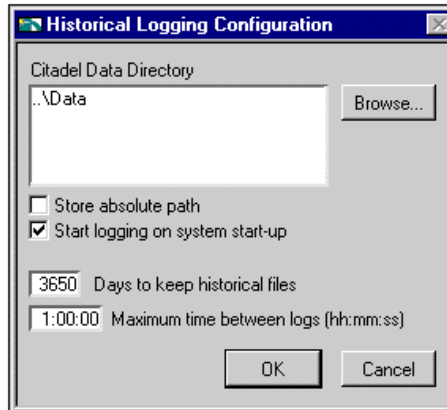 Historical Logging Configuration
Citadel Data Directory
..\Data
Browse...
Store absolute path
Start logging on system start-up
3650 Days to keep historical files
1:00:00 Maximum time between logs (hh:mm:ss)
OK Cancel